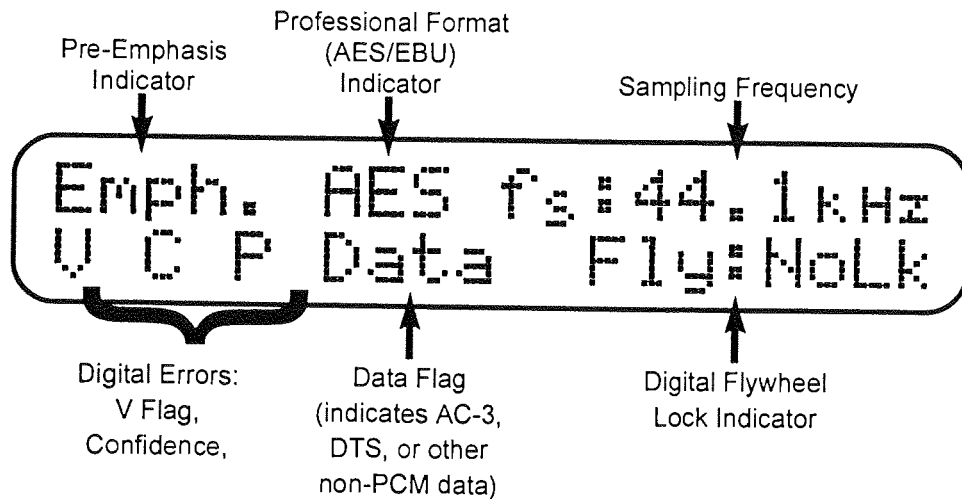 Pre-Emphasis
Indicator
Professional Format
(AES/EBU)
Indicator
Sampling Frequency
Emph. AES fs:44.1kHz
V C P Data Fly:NoLk
Digital Errors:
V Flag,
Confidence,
Data Flag
(indicates AC-3,
DTS, or other
non-PCM data)
Digital Flywheel
Lock Indicator